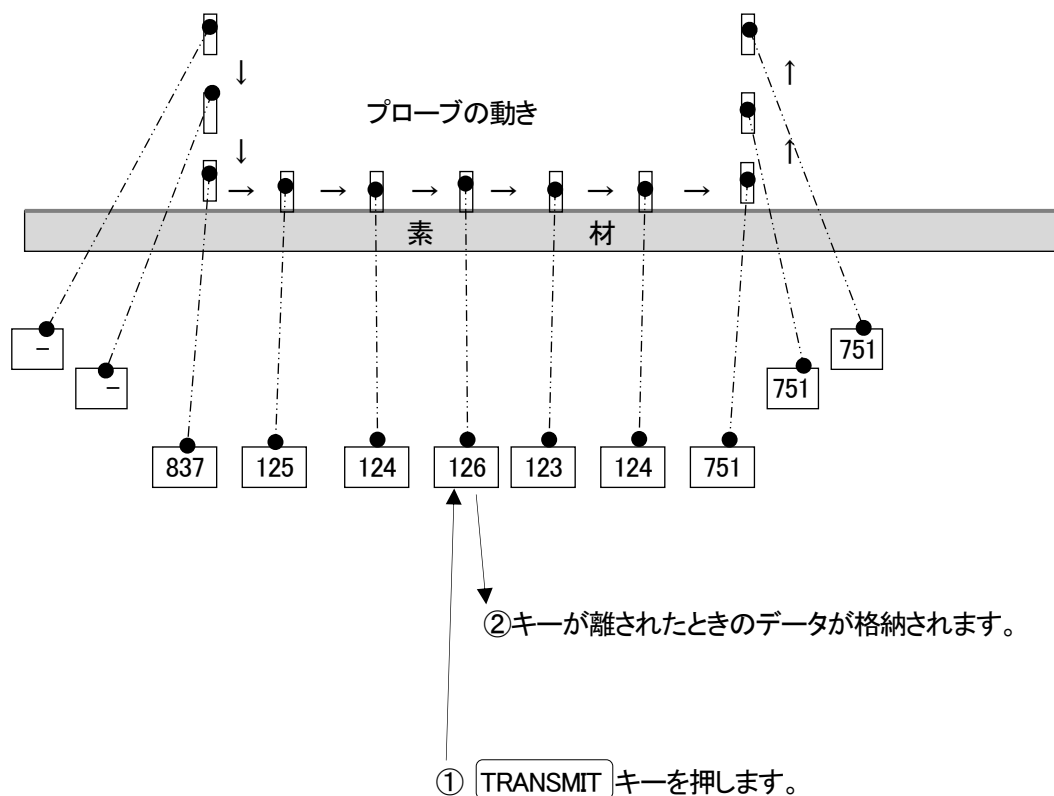 ↓ ↑
プローブの動き
↓ ↑
→ → → → → →
素 材
－ 751
－ 751
837 125 124 126 123 124 751
②キーが離されたときのデータが格納されます。
① TRANSMIT キーを押します。